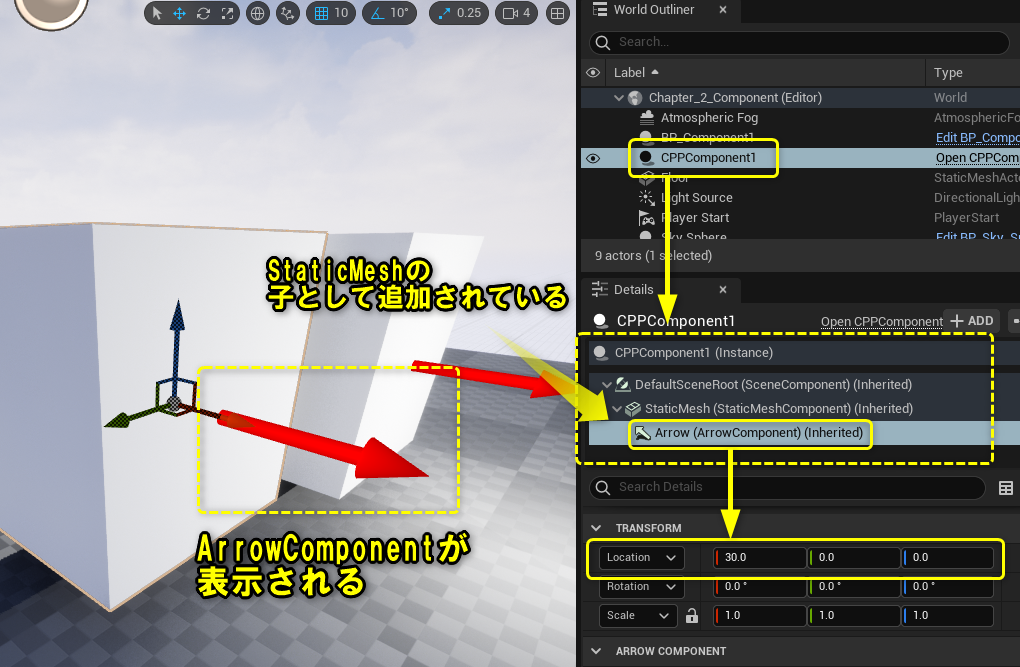 10
10°
0.25
4
World Outliner
Search...
Label
Type
Chapter_2_Component (Editor)
World
Atmospheric Fog
AtmosphericFo
BP_Component1
Edit BP_Compo
CPPComponent1
Open CPPCom
Floor
StaticMeshActo
Light Source
DirectionalLigh
Player Start
PlayerStart
Sky Sphere
Edit BP_Sky_S
9 actors (1 selected)
Details
CPPComponent1
Open CPPComponent
ADD
CPPComponent1 (Instance)
DefaultSceneRoot (SceneComponent) (Inherited)
StaticMesh (StaticMeshComponent) (Inherited)
Arrow (ArrowComponent) (Inherited)
Search Details
TRANSFORM
Location
30.0
0.0
0.0
Rotation
0.0 °
0.0 °
0.0 °
Scale
1.0
1.0
1.0
ARROW COMPONENT
StaticMeshの
子として追加されている
ArrowComponentが
表示される